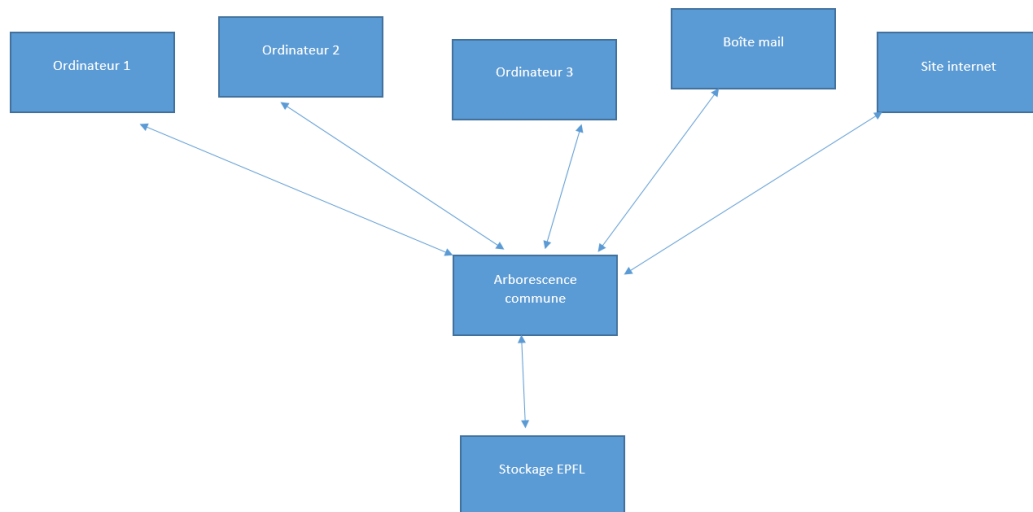 Ordinateur 1
Ordinateur 2
Ordinateur 3
Boîte mail
Site internet
Arborescence
commune
Stockage EPFL